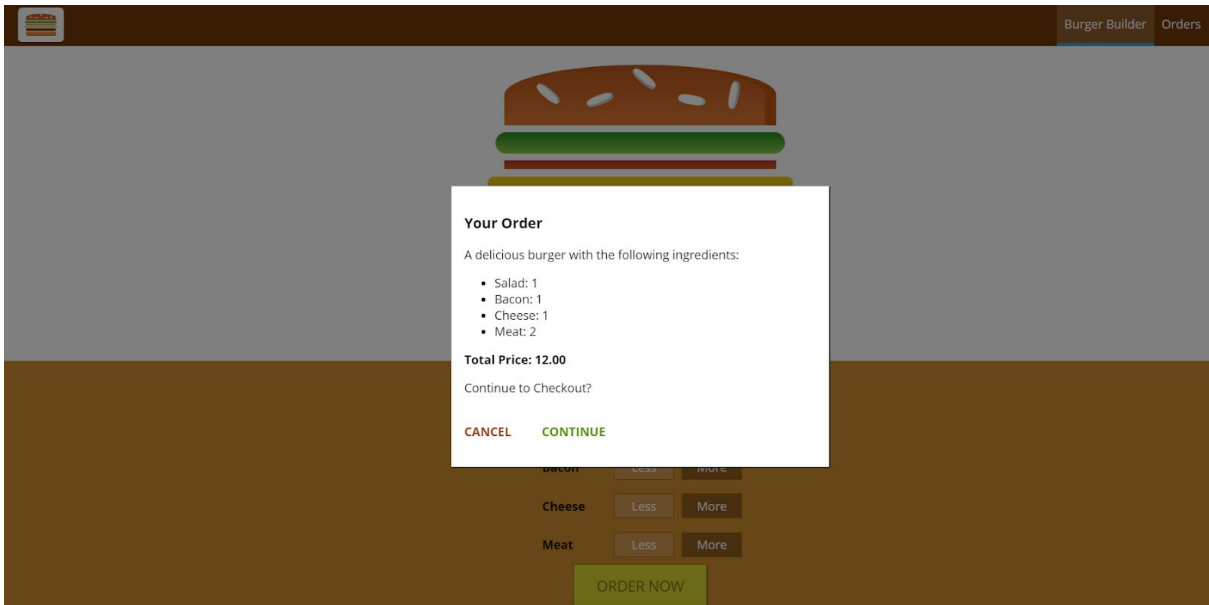 Burger Builder Orders
Your Order
A delicious burger with the following ingredients:
Salad: 1
Bacon: 1
Cheese: 1
Meat: 2
Total Price: 12.00
Continue to Checkout?
CANCEL CONTINUE
Bacon Less More
Cheese Less More
Meat Less More
ORDER NOW